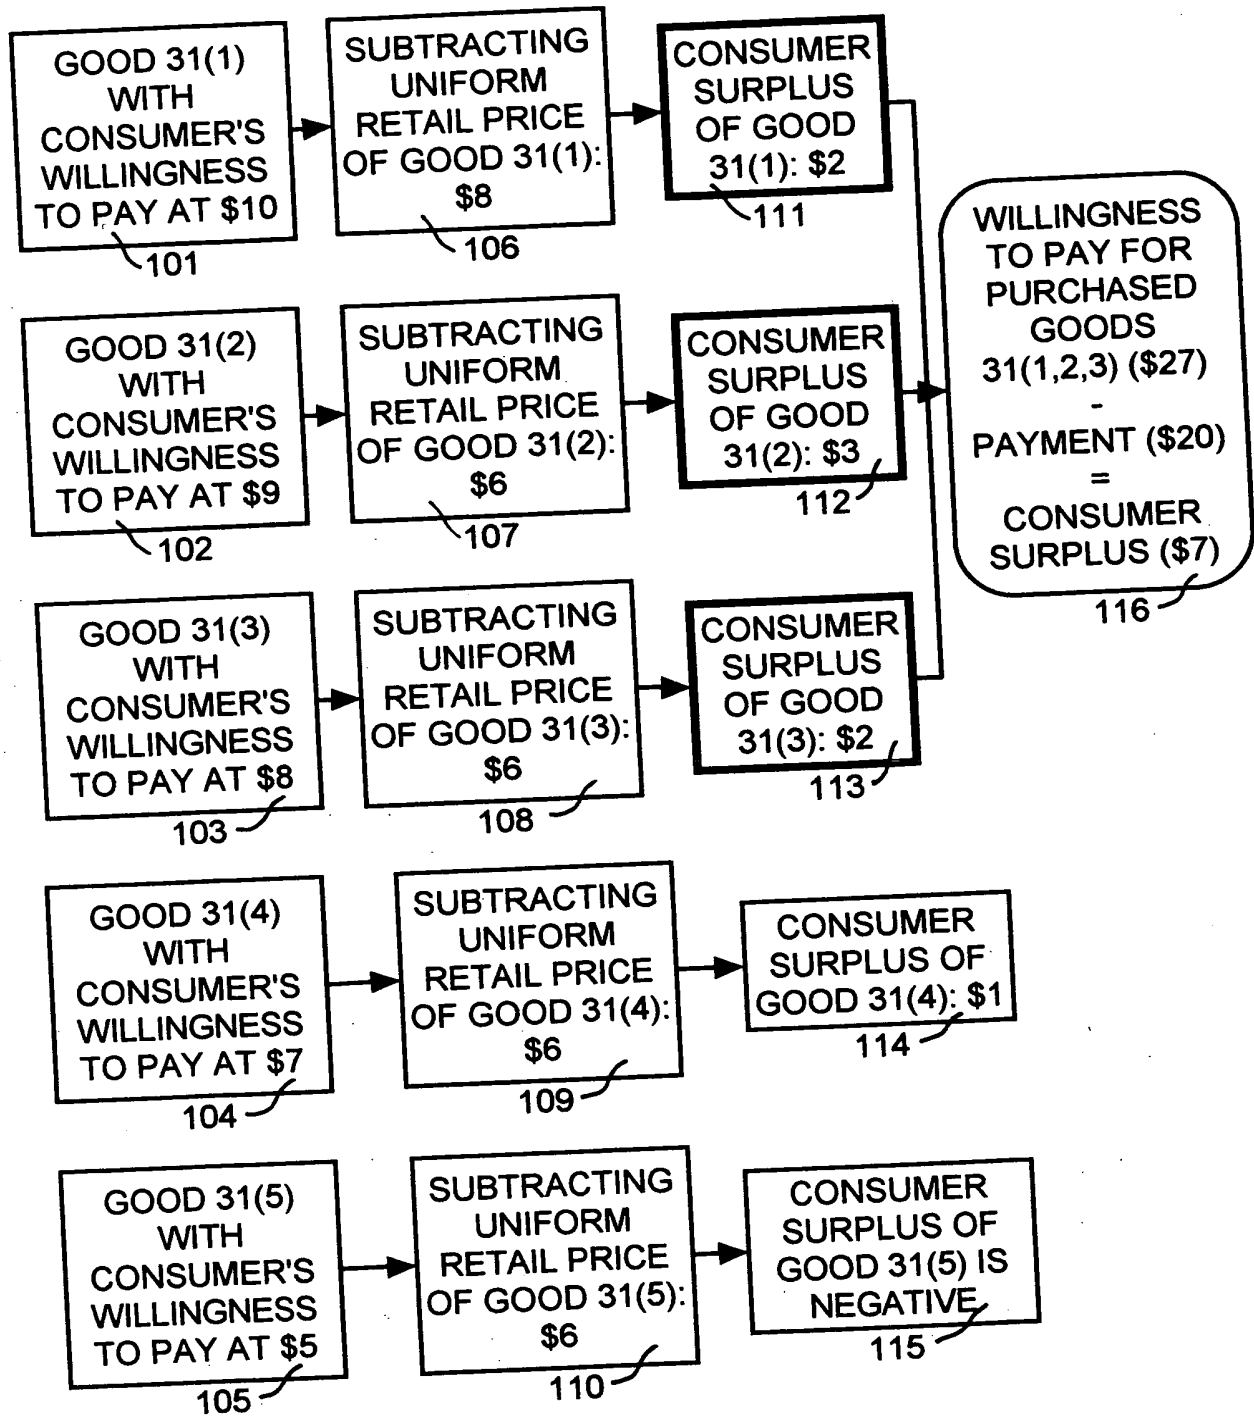 GOOD 31(1)
WITH
CONSUMER'S
WILLINGNESS
TO PAY AT $10
101
SUBTRACTING
UNIFORM
RETAIL PRICE
OF GOOD 31(1):
$8
106
CONSUMER
SURPLUS
OF GOOD
31(1): $2
111
GOOD 31(2)
WITH
CONSUMER'S
WILLINGNESS
TO PAY AT $9
102
SUBTRACTING
UNIFORM
RETAIL PRICE
OF GOOD 31(2):
$6
107
CONSUMER
SURPLUS
OF GOOD
31(2): $3
112
GOOD 31(3)
WITH
CONSUMER'S
WILLINGNESS
TO PAY AT $8
103
SUBTRACTING
UNIFORM
RETAIL PRICE
OF GOOD 31(3):
$6
108
CONSUMER
SURPLUS
OF GOOD
31(3): $2
113
WILLINGNESS
TO PAY FOR
PURCHASED
GOODS
31(1,2,3) ($27)
-
PAYMENT ($20)
=
CONSUMER
SURPLUS ($7)
116
GOOD 31(4)
WITH
CONSUMER'S
WILLINGNESS
TO PAY AT $7
104
SUBTRACTING
UNIFORM
RETAIL PRICE
OF GOOD 31(4):
$6
109
CONSUMER
SURPLUS OF
GOOD 31(4): $1
114
GOOD 31(5)
WITH
CONSUMER'S
WILLINGNESS
TO PAY AT $5
105
SUBTRACTING
UNIFORM
RETAIL PRICE
OF GOOD 31(5):
$6
110
CONSUMER
SURPLUS OF
GOOD 31(5) IS
NEGATIVE
115